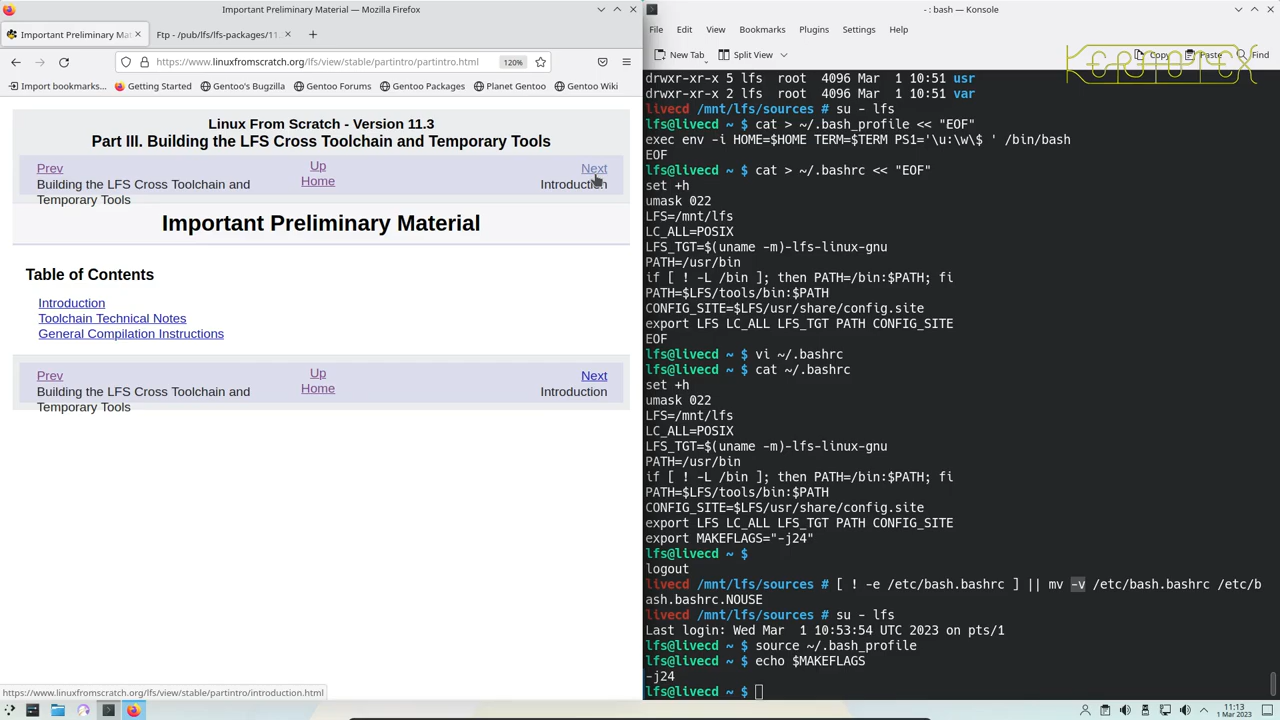 Important Preliminary Material — Mozilla Firefox
Important Preliminary Mat
Ftp - /pub/lfs/lfs-packages/11.
https://www.linuxfromscratch.org/lfs/view/stable/partintro/partintro.html
120%
Import bookmarks...
Getting Started
Gentoo's Bugzilla
Gentoo Forums
Gentoo Packages
Planet Gentoo
Gentoo Wiki
Linux From Scratch - Version 11.3
Part III. Building the LFS Cross Toolchain and Temporary Tools
Prev
Up
Next
Home
Building the LFS Cross Toolchain and
Introduction
Temporary Tools
Important Preliminary Material
Table of Contents
Introduction
Toolchain Technical Notes
General Compilation Instructions
Prev
Up
Next
Home
Building the LFS Cross Toolchain and
Introduction
Temporary Tools
https://www.linuxfromscratch.org/lfs/view/stable/partintro/introduction.html
- : bash — Konsole
File Edit View Bookmarks Plugins Settings Help
New Tab
Split View
Copy
Paste
Find
KERNOTEX
drwxr-xr-x 5 lfs root 4096 Mar 1 10:51 usr
drwxr-xr-x 2 lfs root 4096 Mar 1 10:51 var
livecd /mnt/lfs/sources # su - lfs
lfs@livecd ~ $ cat > ~/.bash_profile << "EOF"
exec env -i HOME=$HOME TERM=$TERM PS1='\u:\w\$ ' /bin/bash
EOF
lfs@livecd ~ $ cat > ~/.bashrc << "EOF"
set +h
umask 022
LFS=/mnt/lfs
LC_ALL=POSIX
LFS_TGT=$(uname -m)-lfs-linux-gnu
PATH=/usr/bin
if [ ! -L /bin ]; then PATH=/bin:$PATH; fi
PATH=$LFS/tools/bin:$PATH
CONFIG_SITE=$LFS/usr/share/config.site
export LFS LC_ALL LFS_TGT PATH CONFIG_SITE
EOF
lfs@livecd ~ $ vi ~/.bashrc
lfs@livecd ~ $ cat ~/.bashrc
set +h
umask 022
LFS=/mnt/lfs
LC_ALL=POSIX
LFS_TGT=$(uname -m)-lfs-linux-gnu
PATH=/usr/bin
if [ ! -L /bin ]; then PATH=/bin:$PATH; fi
PATH=$LFS/tools/bin:$PATH
CONFIG_SITE=$LFS/usr/share/config.site
export LFS LC_ALL LFS_TGT PATH CONFIG_SITE
export MAKEFLAGS="-j24"
lfs@livecd ~ $
logout
livecd /mnt/lfs/sources # [ ! -e /etc/bash.bashrc ] || mv -v /etc/bash.bashrc /etc/b
ash.bashrc.NOUSE
livecd /mnt/lfs/sources # su - lfs
Last login: Wed Mar 1 10:53:54 UTC 2023 on pts/1
lfs@livecd ~ $ source ~/.bash_profile
lfs@livecd ~ $ echo $MAKEFLAGS
-j24
lfs@livecd ~ $
11:13
1 Mar 2023